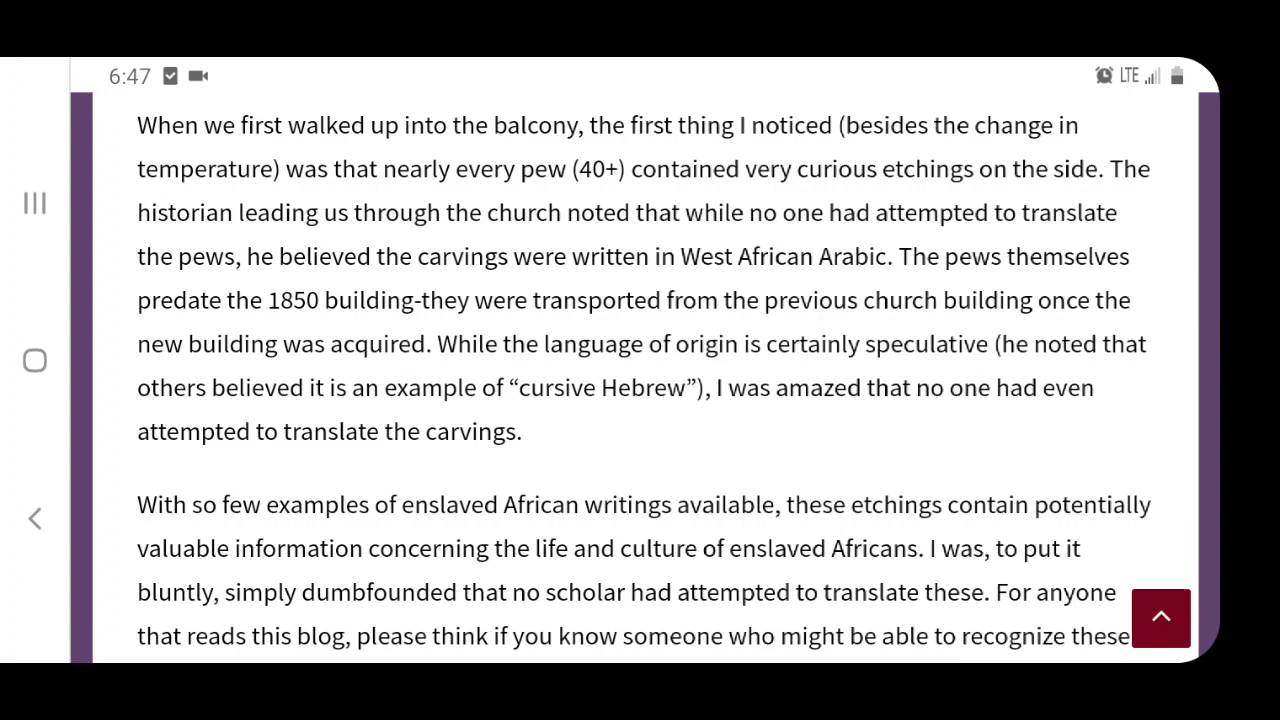 6:47
LTE
When we first walked up into the balcony, the first thing I noticed (besides the change in
temperature) was that nearly every pew (40+) contained very curious etchings on the side. The
historian leading us through the church noted that while no one had attempted to translate
the pews, he believed the carvings were written in West African Arabic. The pews themselves
predate the 1850 building-they were transported from the previous church building once the
new building was acquired. While the language of origin is certainly speculative (he noted that
others believed it is an example of “cursive Hebrew”), I was amazed that no one had even
attempted to translate the carvings.
With so few examples of enslaved African writings available, these etchings contain potentially
valuable information concerning the life and culture of enslaved Africans. I was, to put it
bluntly, simply dumbfounded that no scholar had attempted to translate these. For anyone
that reads this blog, please think if you know someone who might be able to recognize these